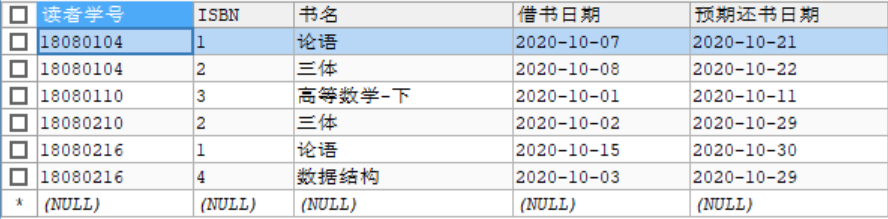 读者学号 ISBN 书名 借书日期 预期还书日期
18080104 1 论语 2020-10-07 2020-10-21
18080104 2 三体 2020-10-08 2020-10-22
18080110 3 高等数学-下 2020-10-01 2020-10-11
18080210 2 三体 2020-10-02 2020-10-29
18080216 1 论语 2020-10-15 2020-10-30
18080216 4 数据结构 2020-10-03 2020-10-29
* (NULL) (NULL) (NULL) (NULL) (NULL)